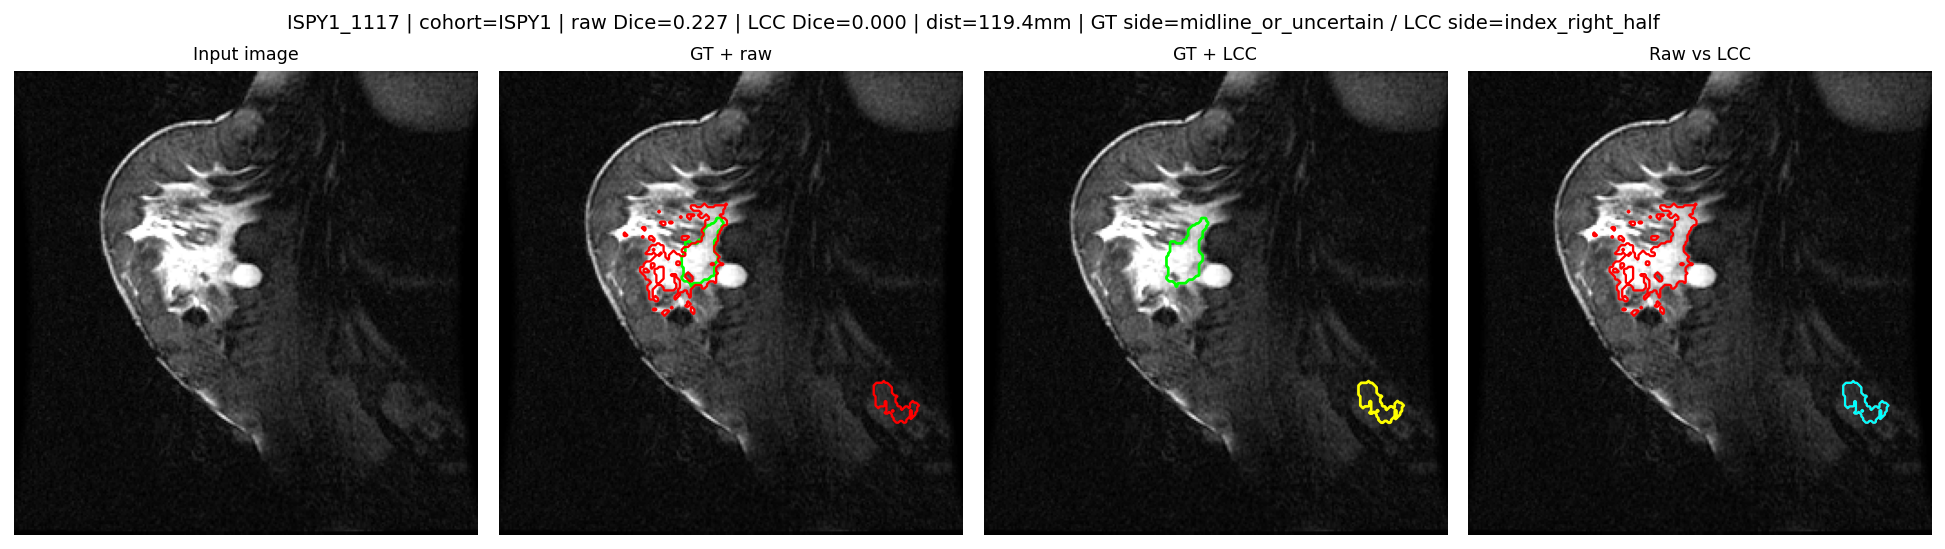 ISPY1_1117 | cohort=ISPY1 | raw Dice=0.227 | LCC Dice=0.000 | dist=119.4mm | GT side=midline_or_uncertain / LCC side=index_right_half
Input image
GT + raw
GT + LCC
Raw vs LCC